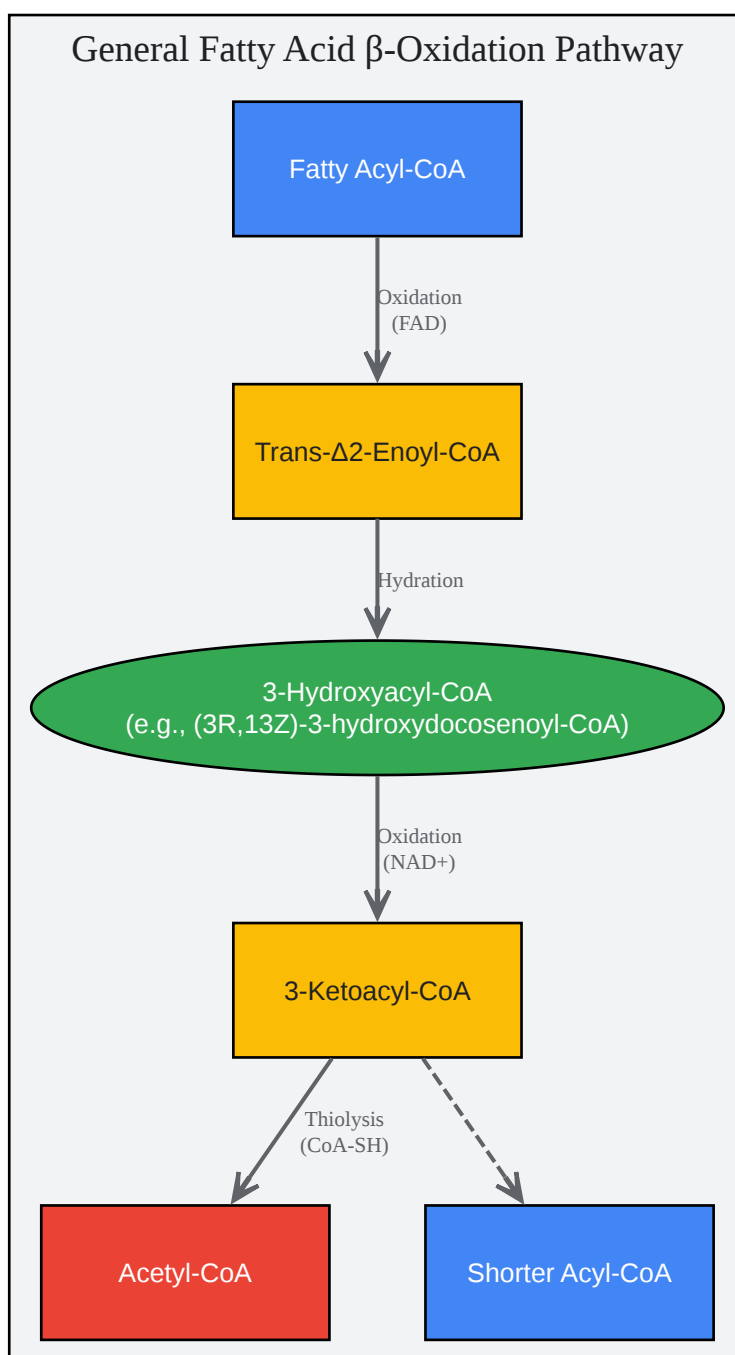 General Fatty Acid β-Oxidation Pathway
Fatty Acyl-CoA
Oxidation
(FAD)
Trans-Δ2-Enoyl-CoA
Hydration
3-Hydroxyacyl-CoA
(e.g., (3R,13Z)-3-hydroxydocosenoyl-CoA)
Oxidation
(NAD+)
3-Ketoacyl-CoA
Thiolysis
(CoA-SH)
Acetyl-CoA
Shorter Acyl-CoA